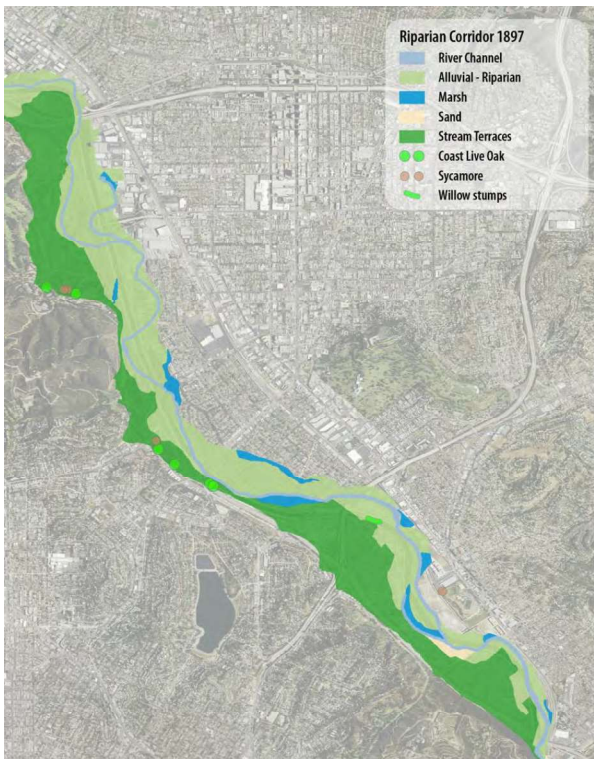 Riparian Corridor 1897
River Channel
Alluvial - Riparian
Marsh
Sand
Stream Terraces
Coast Live Oak
Sycamore
Willow stumps